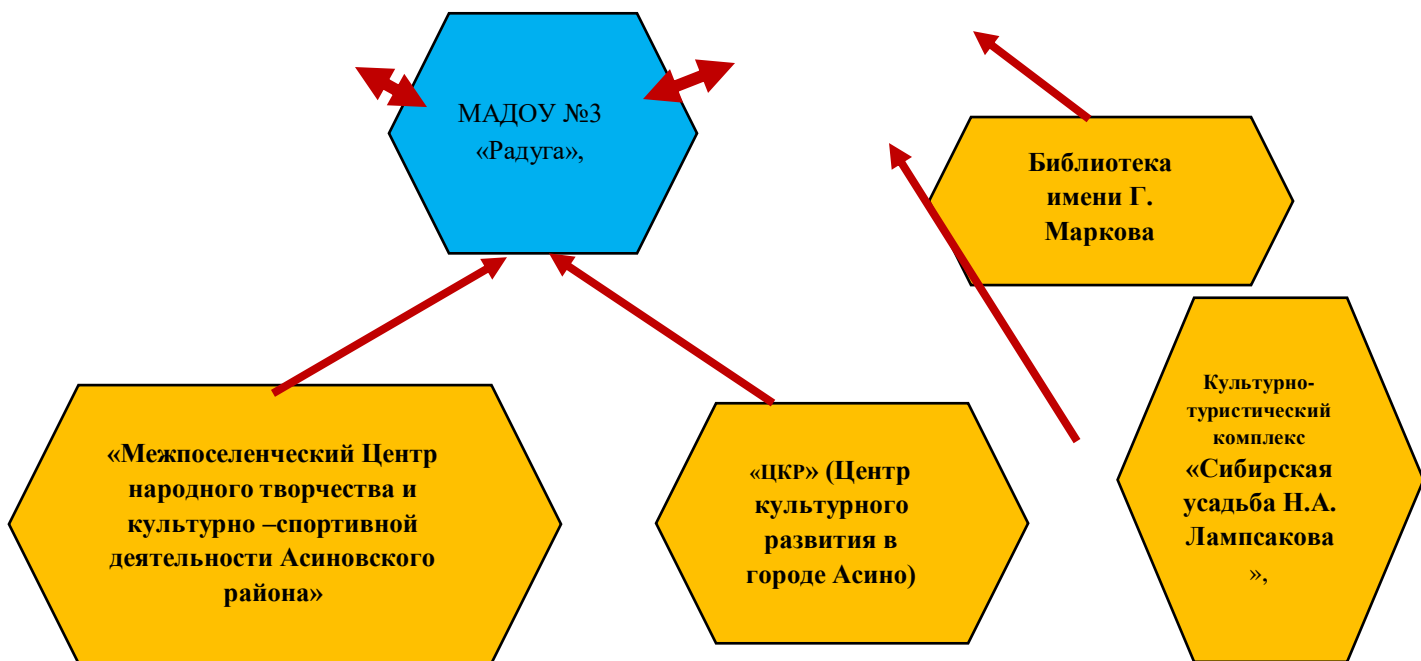 МАДОУ №3
«Радуга»,
Библиотека
имени Г.
Маркова
Культурно-
туристический
комплекс
«Сибирская
усадьба Н.А.
Лампсакова
»,
«Межпоселенческий Центр
народного творчества и
культурно –спортивной
деятельности Асиновского
района»
«ЦКР» (Центр
культурного
развития в
городе Асино)